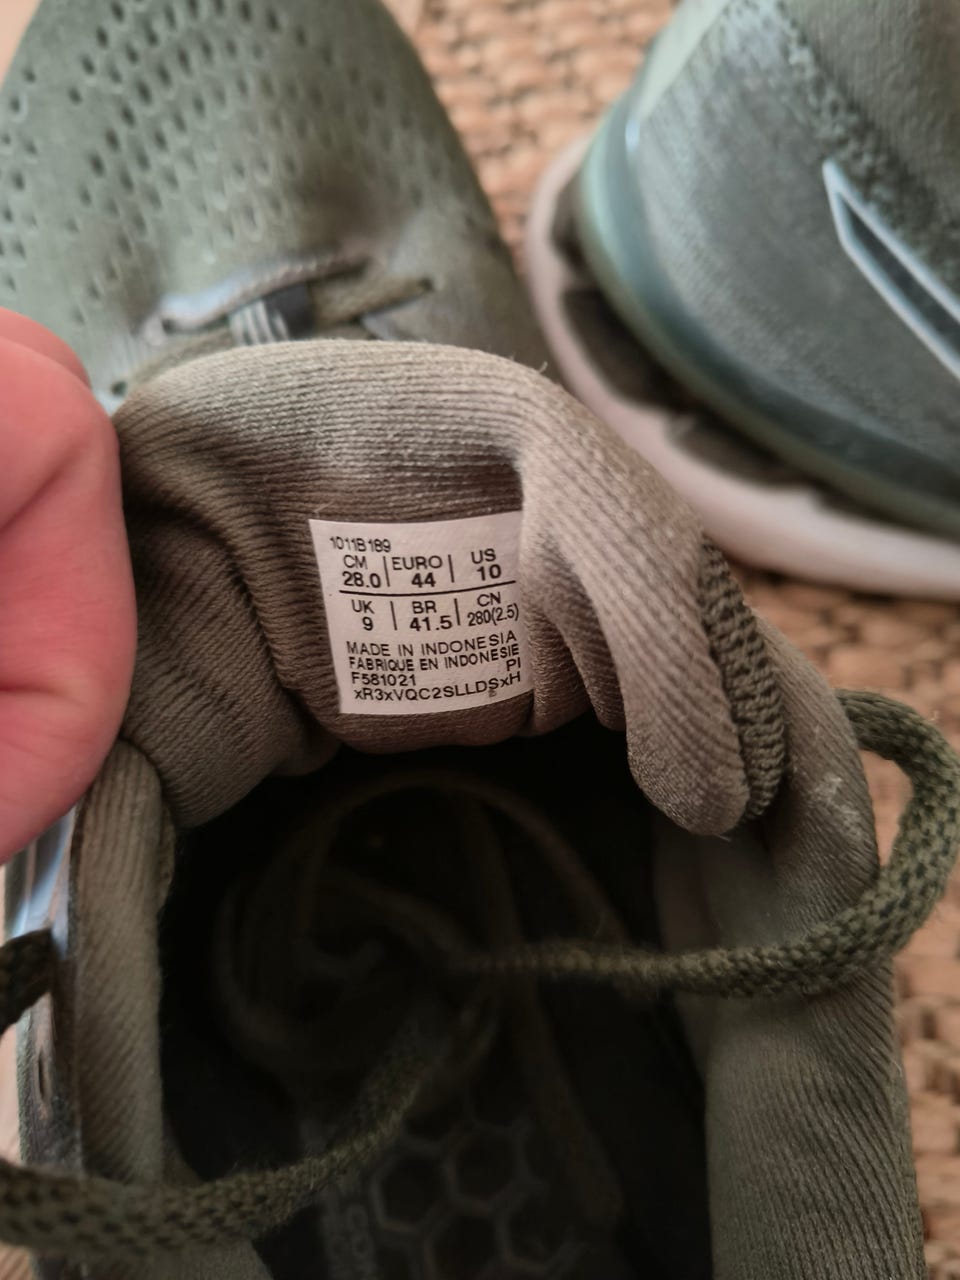 1011B189
CM | EURO | US
28.0 | 44 | 10
UK | BR | CN
9 | 41.5 | 280(2.5)
MADE IN INDONESIA
FABRIQUE EN INDONESIE
F581021 PI
xR3xVQC2SLLDSxH